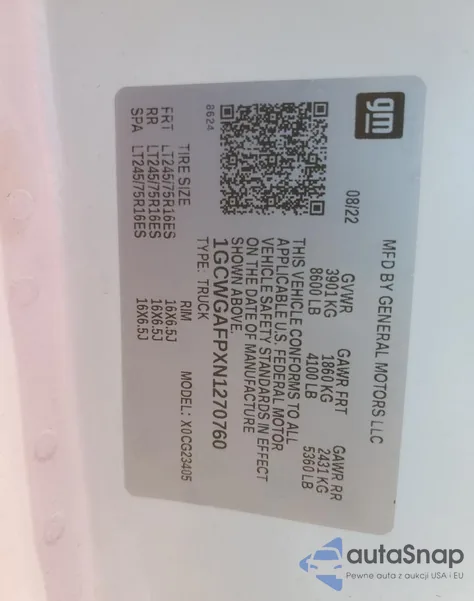 gm
MFD BY GENERAL MOTORS LLC
08/22
GVWR GAWR FRT GAWR RR
3901 KG 1860 KG 2431 KG
8600 LB 4100 LB 5360 LB
THIS VEHICLE CONFORMS TO ALL
APPLICABLE U.S. FEDERAL MOTOR
VEHICLE SAFETY STANDARDS IN EFFECT
ON THE DATE OF MANUFACTURE
SHOWN ABOVE.
1GCWGAFPXN1270760
TYPE: TRUCK MODEL: X0CG23405
8624
TIRE SIZE RIM
FRT LT245/75R16ES 16X6.5J
RR LT245/75R16ES 16X6.5J
SPA LT245/75R16ES 16X6.5J
autaSnap
Pewne auta z aukcji USA i EU